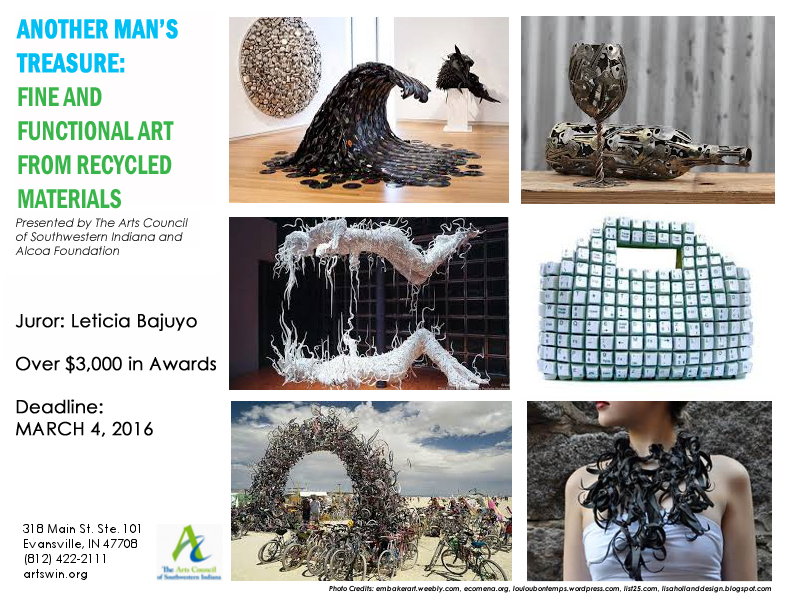 ANOTHER MAN'S
TREASURE:
FINE AND
FUNCTIONAL ART
FROM RECYCLED
MATERIALS
Presented by The Arts Council
of Southwestern Indiana and
Alcoa Foundation
Juror: Leticia Bajuyo
Over $3,000 in Awards
Deadline:
MARCH 4, 2016
318 Main St. Ste. 101
Evansville, IN 47708
(812) 422-2111
artswin.org
The Arts Council
of Southwestern Indiana
Photo Credits: embakerart.weebly.com, ecomena.org, louloubontemps.wordpress.com, list25.com, lisahollanddesign.blogspot.com